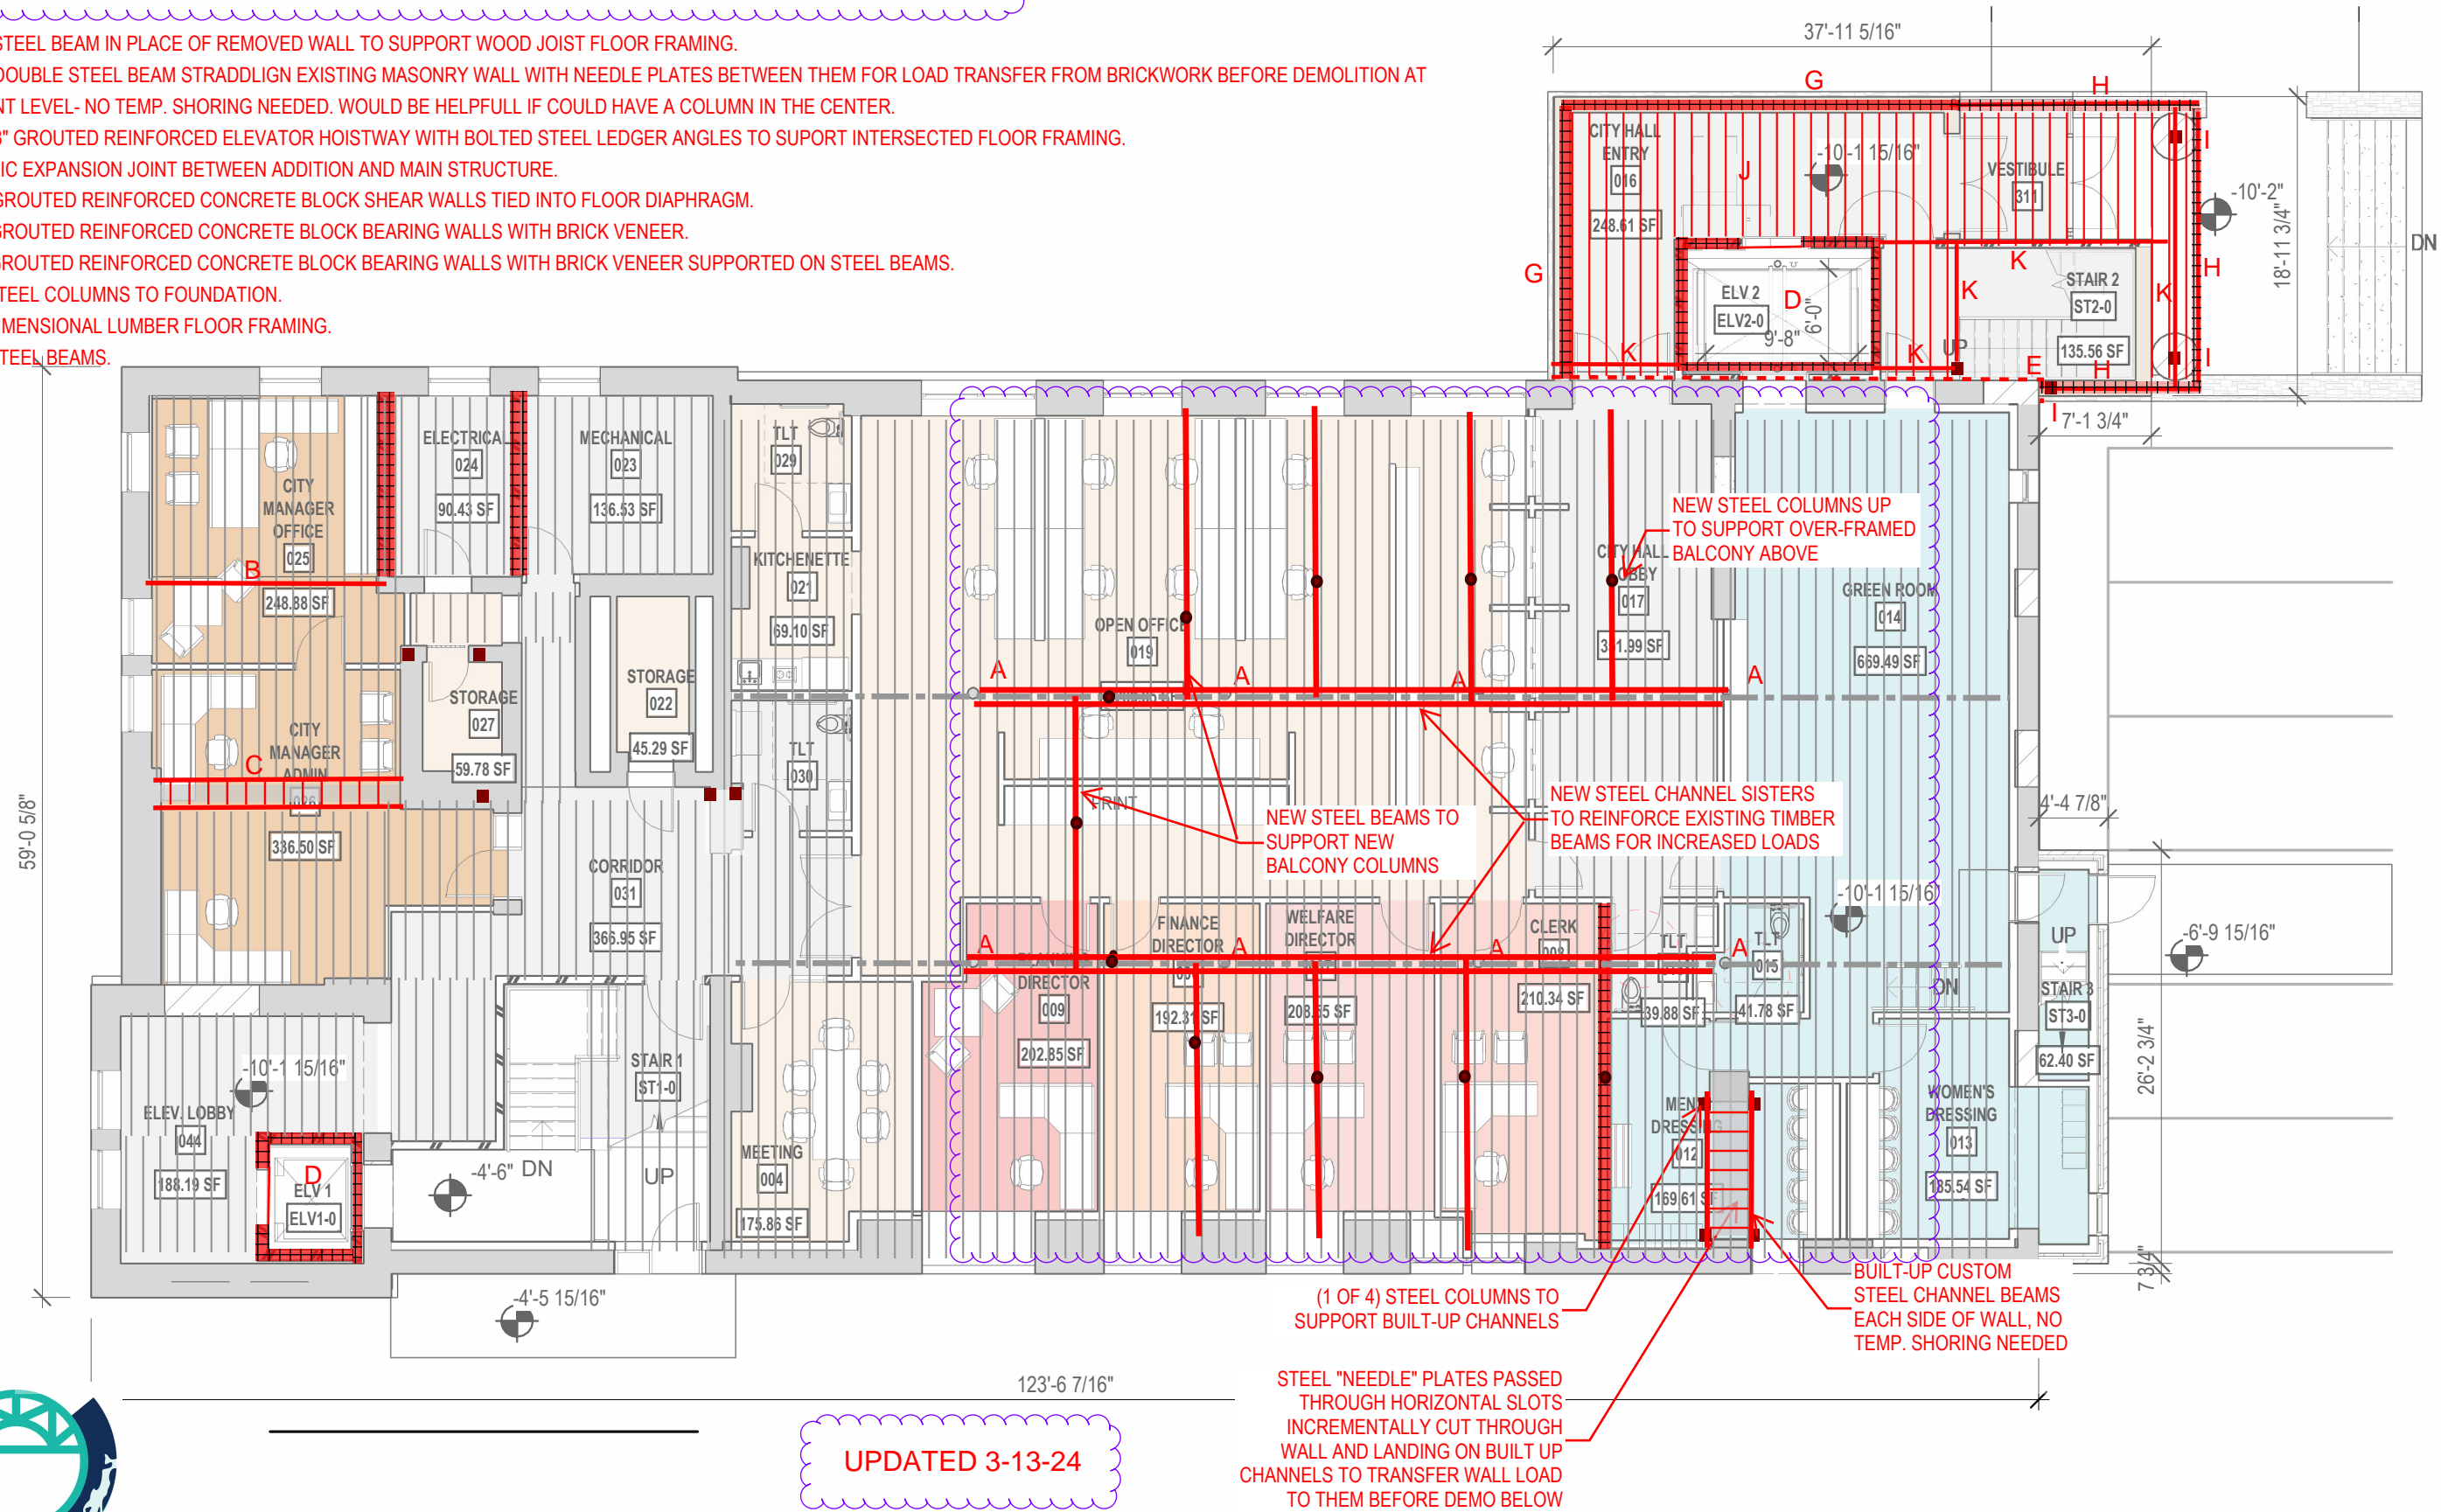 STEEL BEAM IN PLACE OF REMOVED WALL TO SUPPORT WOOD JOIST FLOOR FRAMING.
DOUBLE STEEL BEAM STRADDLIGN EXISTING MASONRY WALL WITH NEEDLE PLATES BETWEEN THEM FOR LOAD TRANSFER FROM BRICKWORK BEFORE DEMOLITION AT
NT LEVEL- NO TEMP. SHORING NEEDED. WOULD BE HELPFULL IF COULD HAVE A COLUMN IN THE CENTER.
8" GROUTED REINFORCED ELEVATOR HOISTWAY WITH BOLTED STEEL LEDGER ANGLES TO SUPORT INTERSECTED FLOOR FRAMING.
IC EXPANSION JOINT BETWEEN ADDITION AND MAIN STRUCTURE.
GROUTED REINFORCED CONCRETE BLOCK SHEAR WALLS TIED INTO FLOOR DIAPHRAGM.
GROUTED REINFORCED CONCRETE BLOCK BEARING WALLS WITH BRICK VENEER.
GROUTED REINFORCED CONCRETE BLOCK BEARING WALLS WITH BRICK VENEER SUPPORTED ON STEEL BEAMS.
STEEL COLUMNS TO FOUNDATION.
IMENSIONAL LUMBER FLOOR FRAMING.
STEEL BEAMS.
37'-11 5/16"
G
H
CITY HALL
ENTRY
016
248.61 SF
J
-10'-1 15/16"
VESTIBULE
311
I
-10'-2"
18'-11 3/4"
DN
G
ELV 2
ELV2-0
D
6'-0"
9'-8"
K
K
K
STAIR 2
ST2-0
135.56 SF
K
H
K
UP
E
H
I
I
7'-1 3/4"
59'-0 5/8"
CITY
MANAGER
OFFICE
025
248.88 SF
B
ELECTRICAL
024
90.43 SF
MECHANICAL
023
136.53 SF
TLT
029
KITCHENETTE
021
69.10 SF
STORAGE
027
59.78 SF
STORAGE
022
45.29 SF
TLT
030
CITY
MANAGER
ADMIN
C
336.50 SF
CORRIDOR
031
366.95 SF
OPEN OFFICE
019
A
A
A
A
PRINT
CITY HALL
LOBBY
017
351.99 SF
NEW STEEL COLUMNS UP
TO SUPPORT OVER-FRAMED
BALCONY ABOVE
GREEN ROOM
014
669.49 SF
NEW STEEL BEAMS TO
SUPPORT NEW
BALCONY COLUMNS
NEW STEEL CHANNEL SISTERS
TO REINFORCE EXISTING TIMBER
BEAMS FOR INCREASED LOADS
4'-4 7/8"
-10'-1 15/16"
-6'-9 15/16"
A
A
A
A
DIRECTOR
009
202.85 SF
FINANCE
DIRECTOR
192.31 SF
WELFARE
DIRECTOR
208.55 SF
CLERK
008
210.34 SF
TLT
39.88 SF
TLT
015
41.78 SF
DN
UP
STAIR 3
ST3-0
62.40 SF
26'-2 3/4"
7 3/4"
-10'-1 15/16"
ELEV. LOBBY
044
188.19 SF
D
ELV 1
ELV1-0
-4'-6"
DN
STAIR 1
ST1-0
UP
MEETING
004
175.86 SF
DRESSING
012
169.61 SF
WOMEN'S
DRESSING
013
185.54 SF
-4'-5 15/16"
(1 OF 4) STEEL COLUMNS TO
SUPPORT BUILT-UP CHANNELS
BUILT-UP CUSTOM
STEEL CHANNEL BEAMS
EACH SIDE OF WALL, NO
TEMP. SHORING NEEDED
STEEL "NEEDLE" PLATES PASSED
THROUGH HORIZONTAL SLOTS
INCREMENTALLY CUT THROUGH
WALL AND LANDING ON BUILT UP
CHANNELS TO TRANSFER WALL LOAD
TO THEM BEFORE DEMO BELOW
123'-6 7/16"
UPDATED 3-13-24